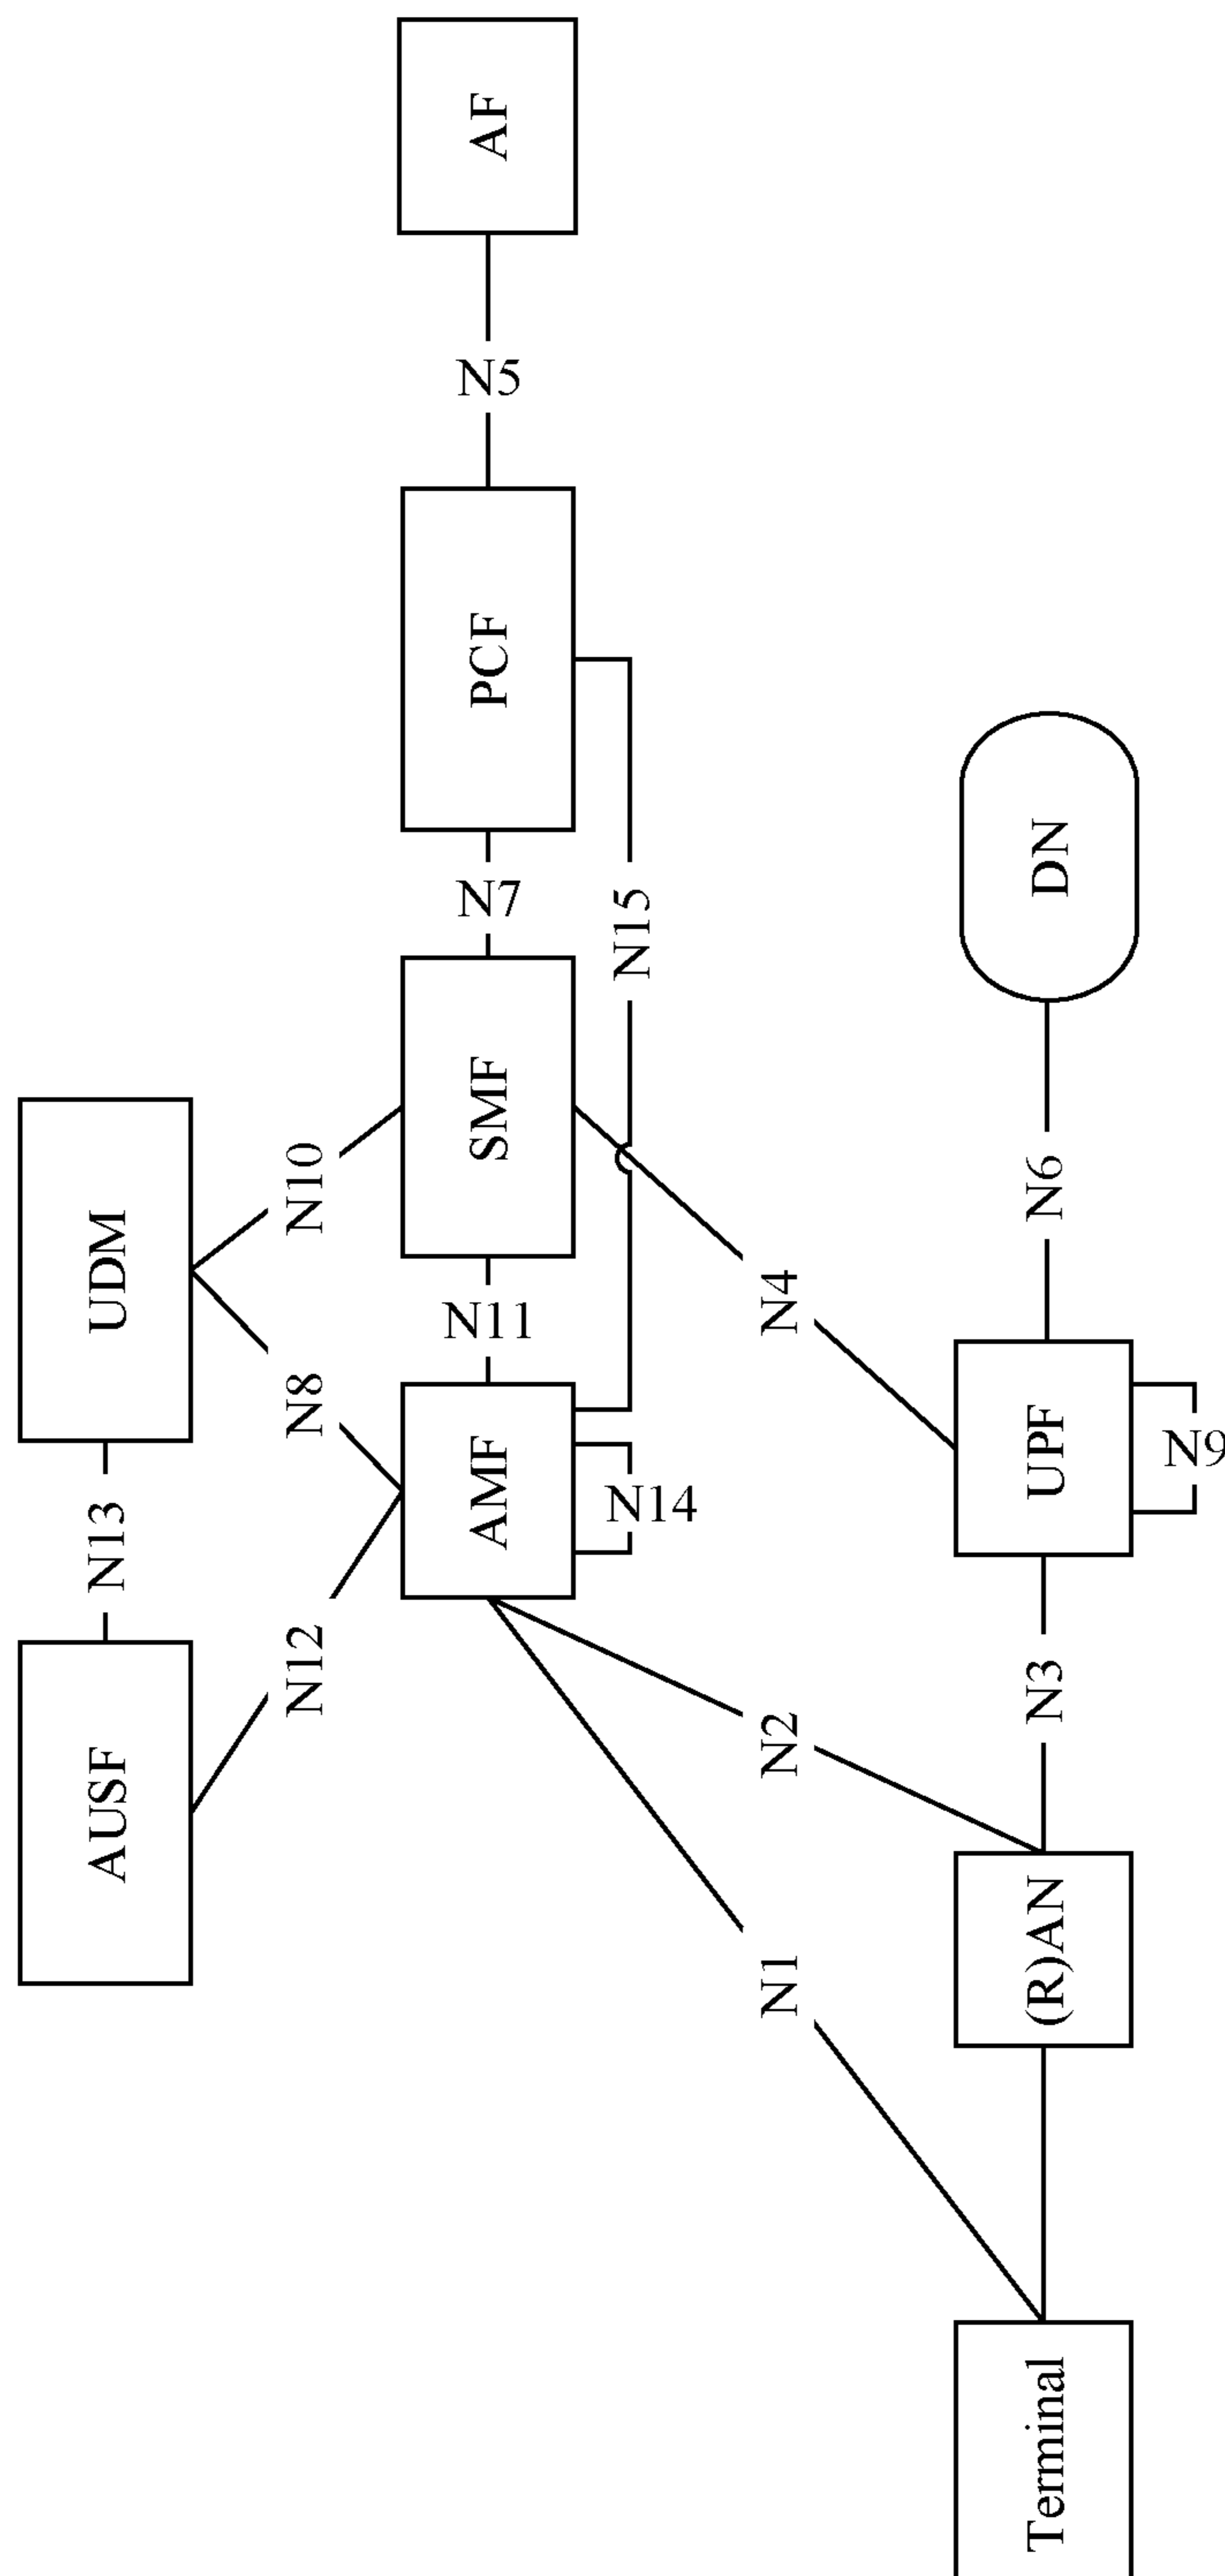 AUSF
N13
UDM
N12
N8
N10
AMF
N11
SMF
N7
PCF
N5
AF
N14
N15
N1
N2
N4
Terminal
(R)AN
N3
UPF
N6
DN
N9